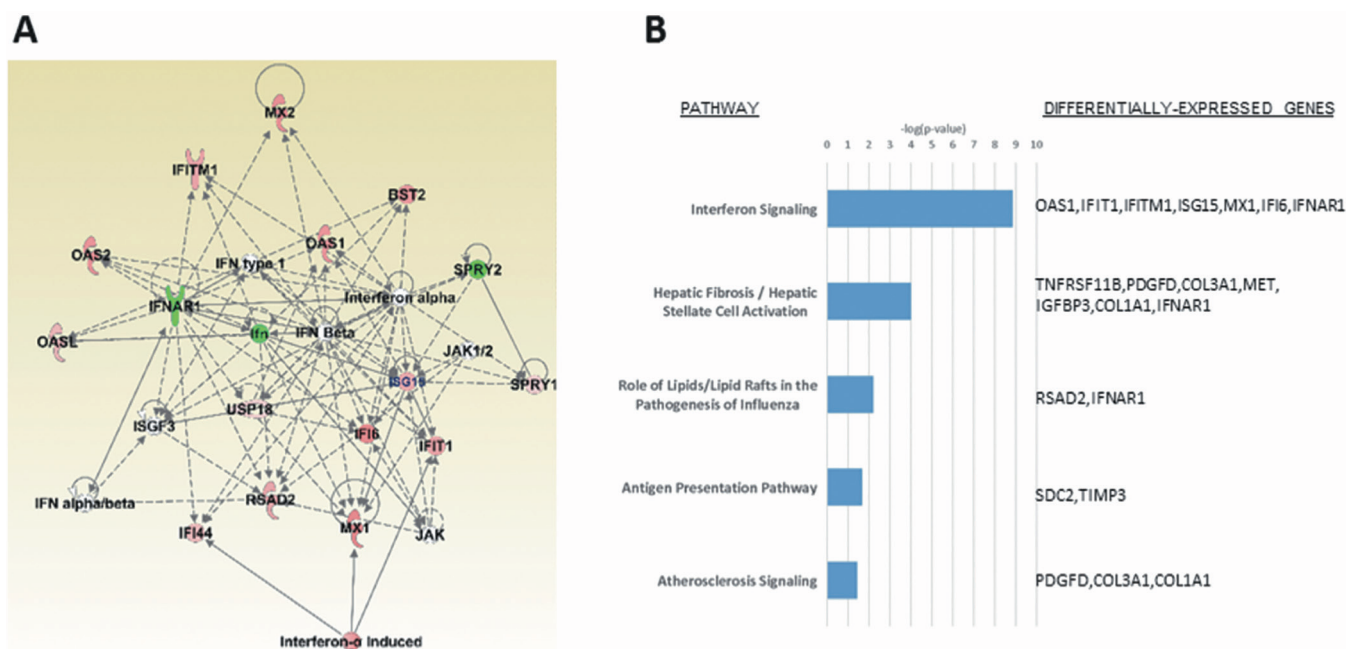 A
MX2
IFITM1
BST2
OAS2
OAS1
IFN type 1
SPRY2
IFNAR1
Interferon alpha
OASL
Ifn
IFN Beta
JAK1/2
ISG15
SPRY1
USP18
ISGF3
IFI6
IFIT1
IFN alpha/beta
RSAD2
IFI44
MX1
JAK
Interferon-α Induced
B
PATHWAY
DIFFERENTIALLY-EXPRESSED GENES
-log(p-value)
0 1 2 3 4 5 6 7 8 9 10
Interferon Signaling
OAS1,IFIT1,IFITM1,ISG15,MX1,IFI6,IFNAR1
Hepatic Fibrosis / Hepatic
Stellate Cell Activation
TNFRSF11B,PDGFD,COL3A1,MET,
IGFBP3,COL1A1,IFNAR1
Role of Lipids/Lipid Rafts in the
Pathogenesis of Influenza
RSAD2,IFNAR1
Antigen Presentation Pathway
SDC2,TIMP3
Atherosclerosis Signaling
PDGFD,COL3A1,COL1A1